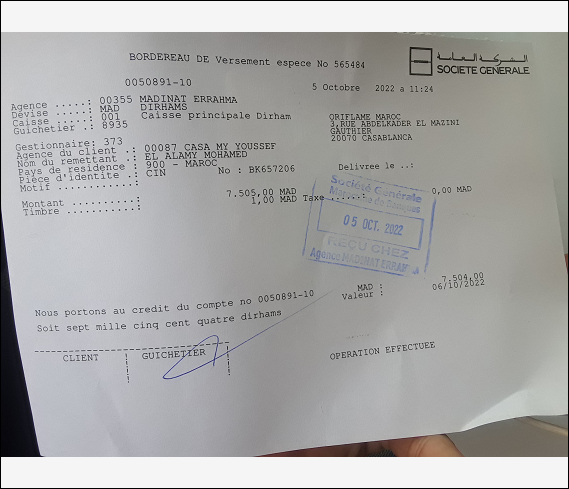 BORDEREAU DE Versement espece No 565484
الشركة العامة
SOCIETE GENERALE
0050891-10
5 Octobre 2022 a 11:24
Agence .....: 00355 MADINAT ERRAHMA
Devise .....: MAD DIRHAMS
Caisse .....: 001 Caisse principale Dirham
Guichetier .: 8935
ORIFLAME MAROC
3,RUE ABDELKADER EL MAZINI
GAUTHIER
20070 CASABLANCA
Gestionnaire: 373
Agence du client .: 00087 CASA MY YOUSSEF
Nom du remettant .: EL ALAMY MOHAMED
Pays de residence : 900 - MAROC
Pièce d'identite .: CIN No : BK657206 Delivree le ..:
Motif ............:
Montant ..........: 7.505,00 MAD
Timbre ...........: 1,00 MAD Taxe .....: 0,00 MAD
Société Générale
Marocaine de Banques
05 OCT. 2022
REÇU CHEZ
Agence MADINAT ERRAHMA
Nous portons au credit du compte no 0050891-10 MAD : 7.504,00
Valeur : 06/10/2022
Soit sept mille cinq cent quatre dirhams
CLIENT GUICHETIER
OPERATION EFFECTUEE